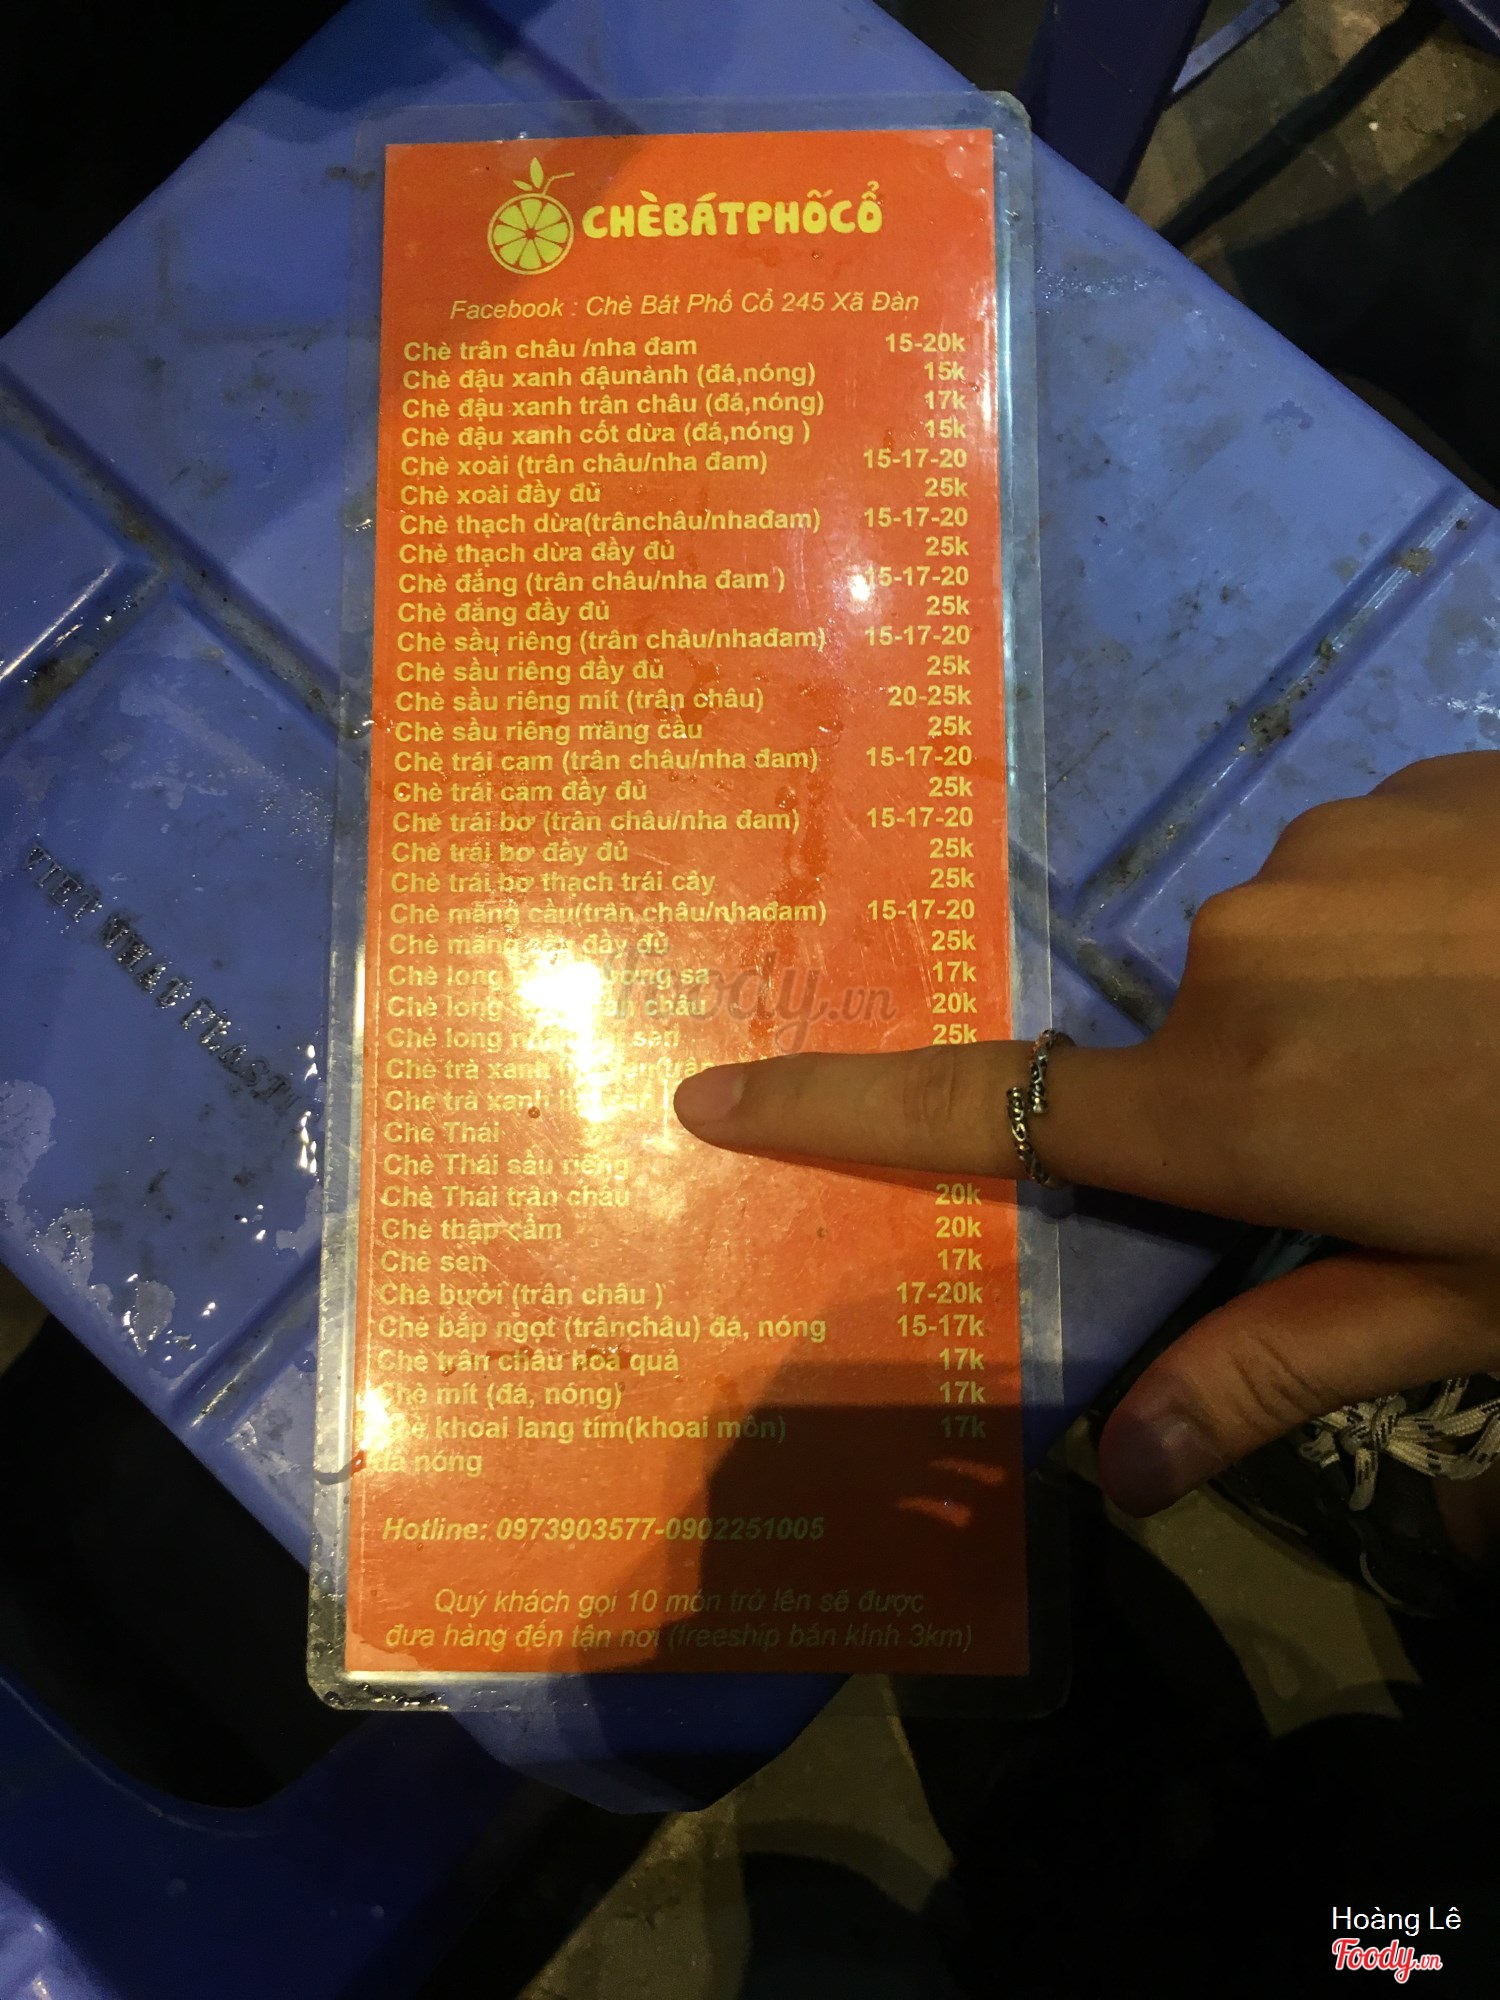 CHÈBÁTPHỐCỔ
Facebook : Chè Bát Phố Cổ 245 Xã Đàn
Chè trân châu /nha đam 15-20k
Chè đậu xanh đậunành (đá,nóng) 15k
Chè đậu xanh trân châu (đá,nóng) 17k
Chè đậu xanh cốt dừa (đá,nóng ) 15k
Chè xoài (trân châu/nha đam) 15-17-20
Chè xoài đầy đủ 25k
Chè thạch dừa(trânchâu/nhađam) 15-17-20
Chè thạch dừa đầy đủ 25k
Chè đắng (trân châu/nha đam ) 15-17-20
Chè đắng đầy đủ 25k
Chè sầu riêng (trân châu/nhađam) 15-17-20
Chè sầu riêng đầy đủ 25k
Chè sầu riêng mít (trân châu) 20-25k
Chè sầu riêng mãng cầu 25k
Chè trái cam (trân châu/nha đam) 15-17-20
Chè trái cam đầy đủ 25k
Chè trái bơ (trân châu/nha đam) 15-17-20
Chè trái bơ đầy đủ 25k
Chè trái bơ thạch trái cây 25k
Chè mãng cầu(trân châu/nhađam) 15-17-20
Chè mãng cầu đầy đủ 25k
Chè long sa 17k
Chè long châu 20k
Chè long sen 25k
Chè trà xanh
Chè trà xanh
Chè Thái
Chè Thái sầu riêng
Chè Thái trân châu 20k
Chè thập cẩm 20k
Chè sen 17k
Chè bưởi (trân châu ) 17-20k
Chè bắp ngọt (trânchâu) đá, nóng 15-17k
Chè trân châu hoa quả 17k
Chè mít (đá, nóng) 17k
Chè khoai lang tím(khoai môn) 17k
đá nóng
Hotline: 0973903577-0902251005
Quý khách gọi 10 món trở lên sẽ được
đưa hàng đến tận nơi (freeship bán kính 3km)
VIỆT NHẬT PLASTIC
Foody.vn
Hoàng Lê
Foody.vn